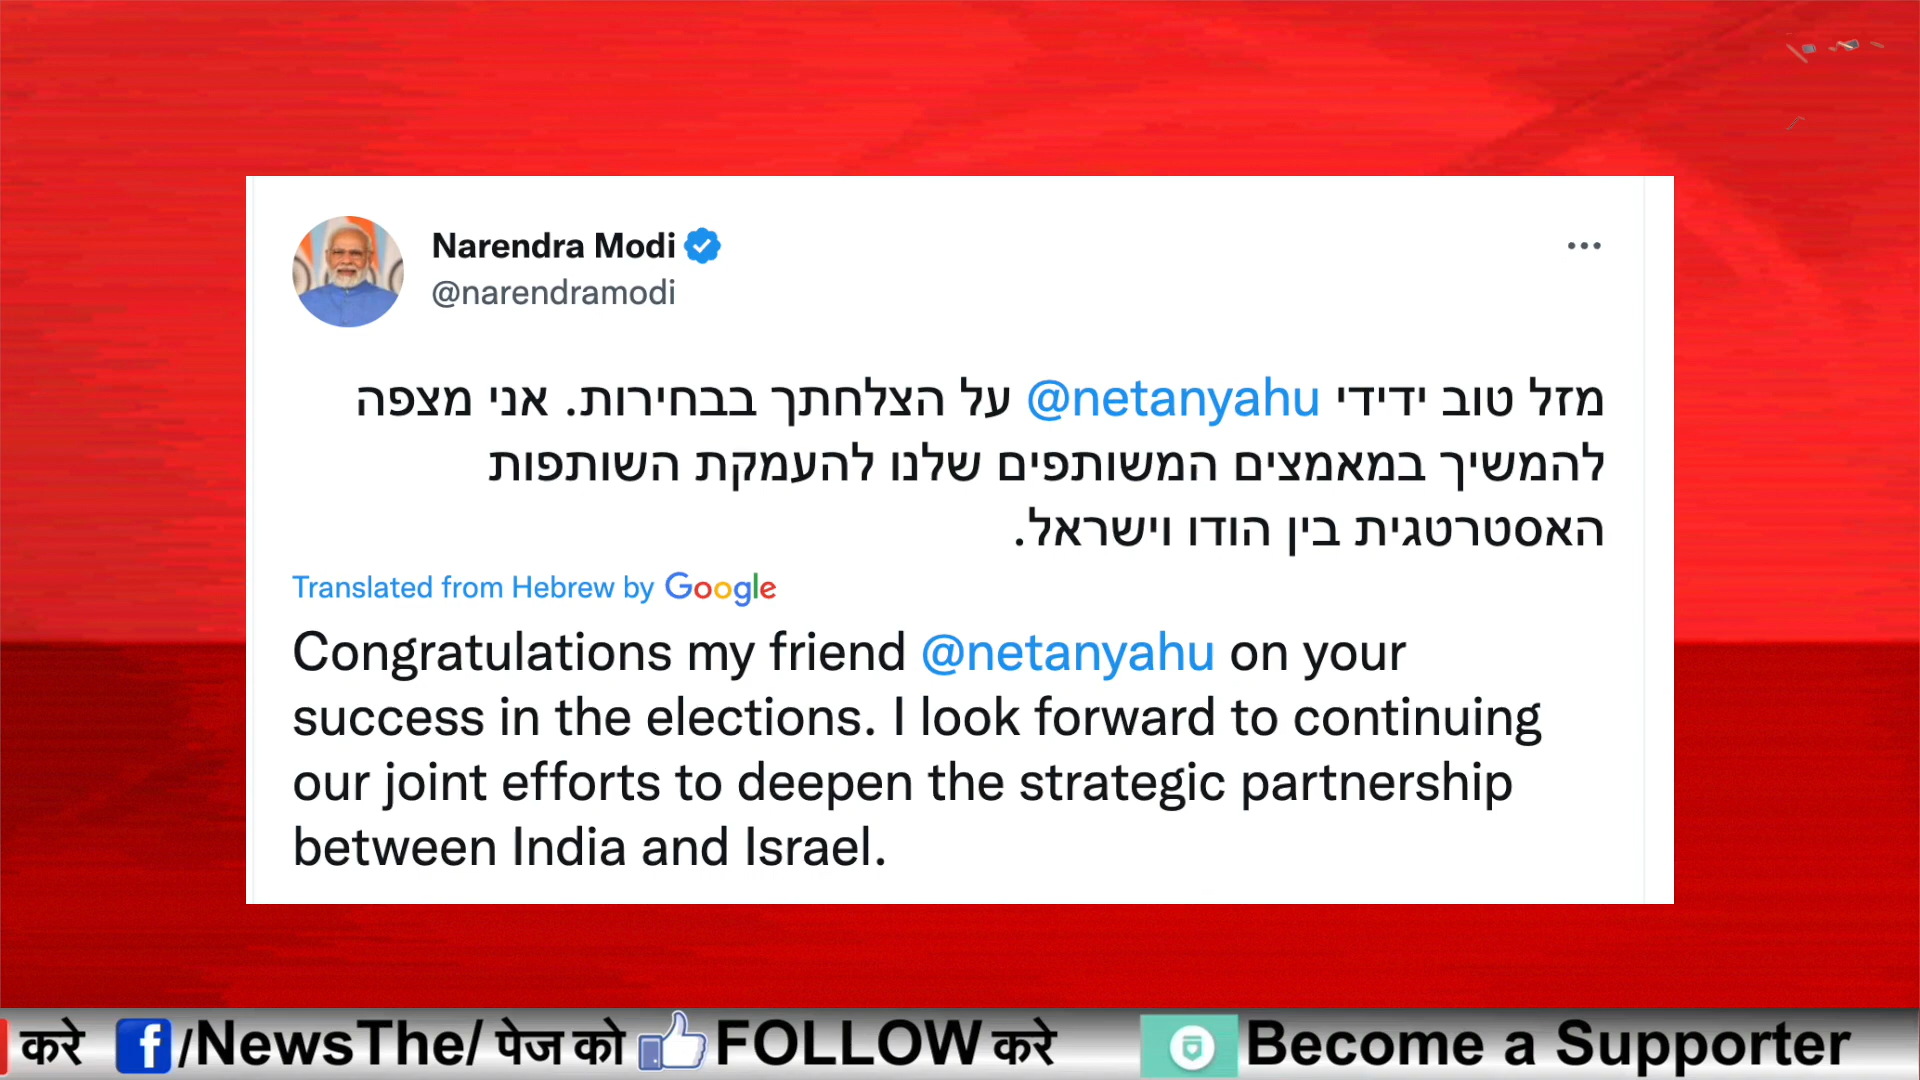 Narendra Modi
@narendramodi
מזל טוב ידידי @netanyahu על הצלחתך בבחירות. אני מצפה
להמשיך במאמצים המשותפים שלנו להעמקת השותפות
האסטרטגית בין הודו וישראל.
Translated from Hebrew by Google
Congratulations my friend @netanyahu on your
success in the elections. I look forward to continuing
our joint efforts to deepen the strategic partnership
between India and Israel.
करे /NewsThe/ पेज को FOLLOW करे Become a Supporter